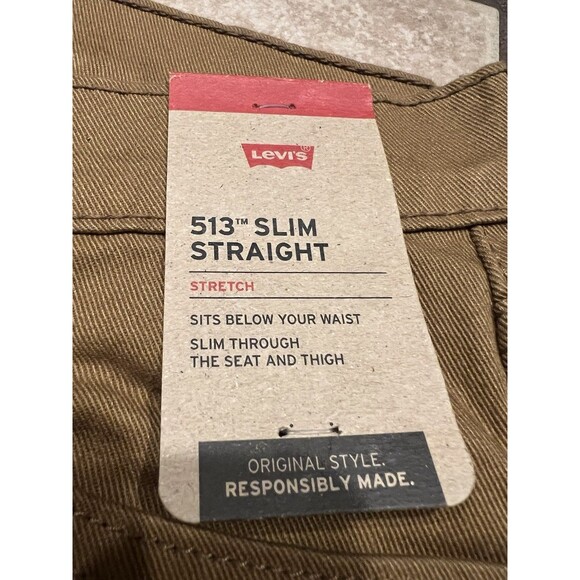 Levi's®
513™ SLIM
STRAIGHT
STRETCH
SITS BELOW YOUR WAIST
SLIM THROUGH
THE SEAT AND THIGH
ORIGINAL STYLE.
RESPONSIBLY MADE.